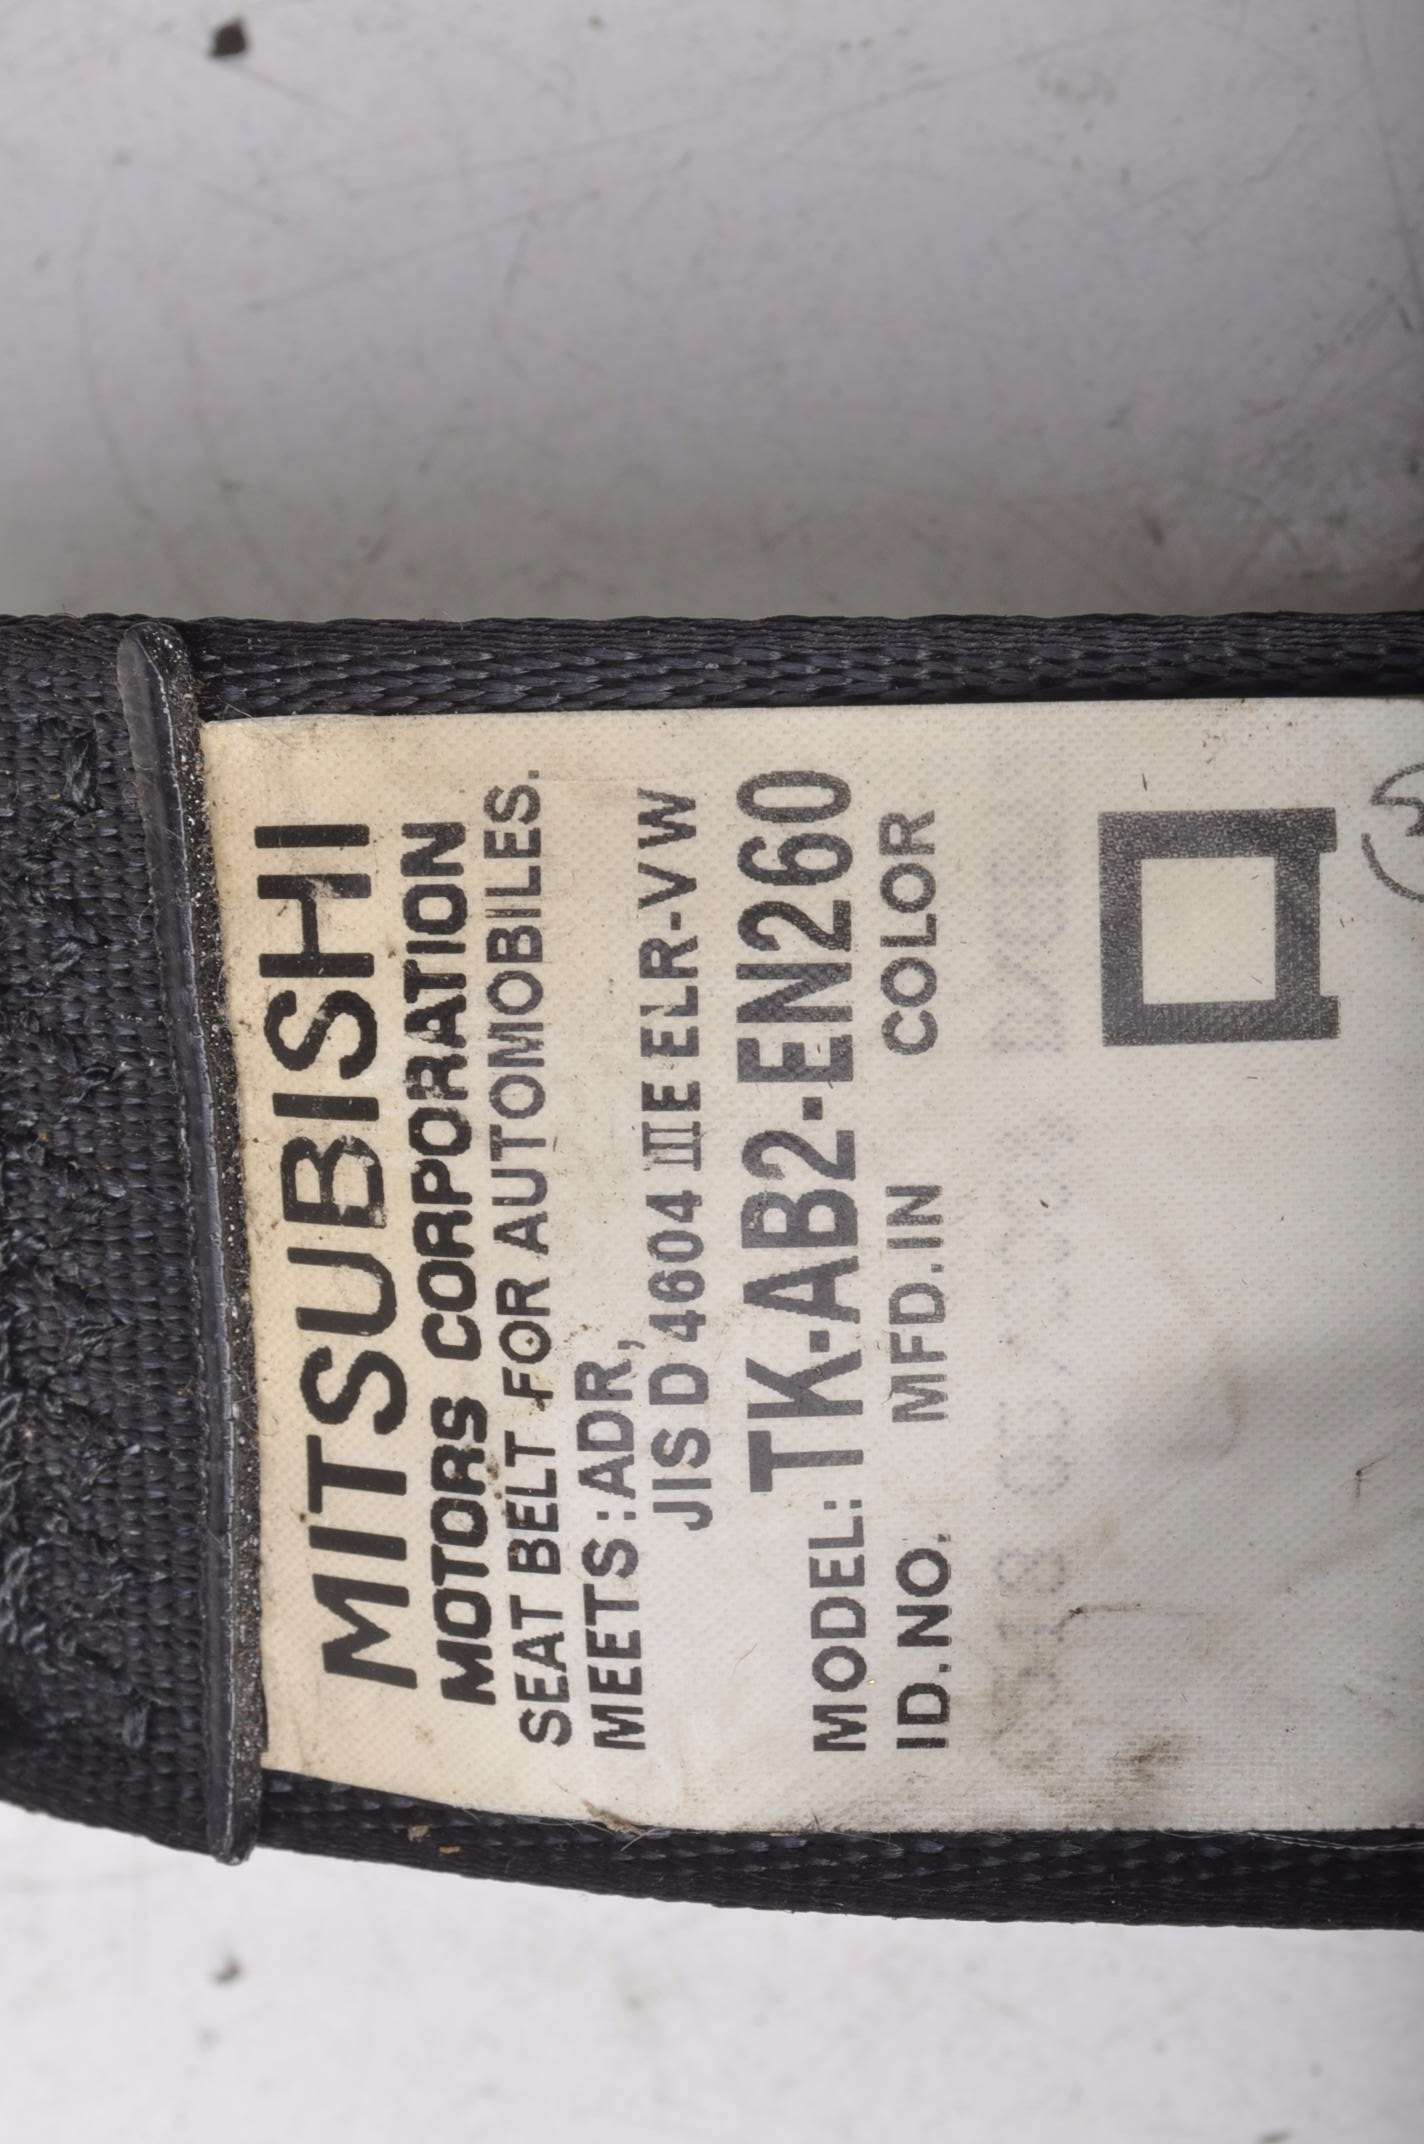 MITSUBISHI
MOTORS CORPORATION
SEAT BELT FOR AUTOMOBILES.
MEETS:ADR,
JIS D 4604 ⅢE ELR-VW
MODEL: TK-AB2-EN260
ID.NO. MFD.IN COLOR